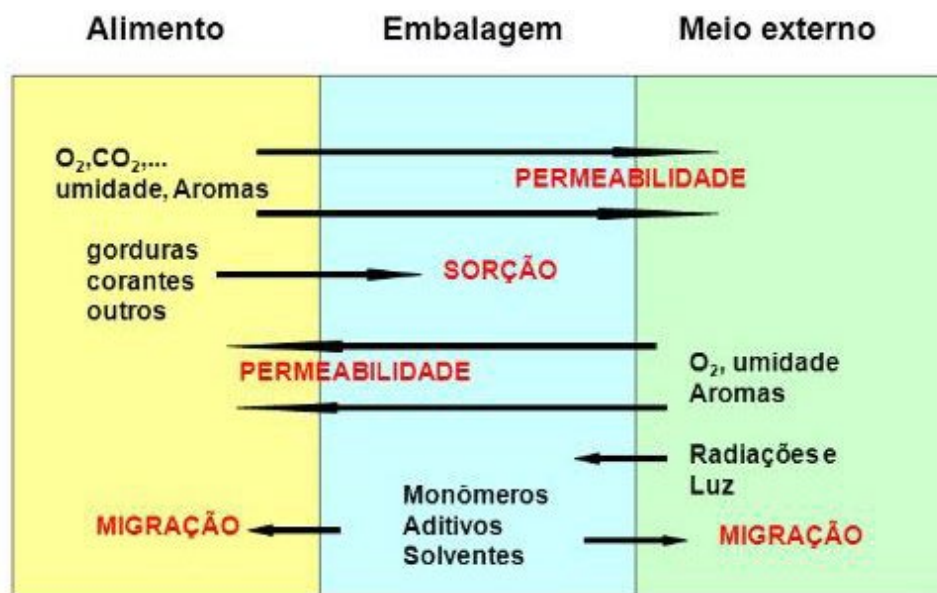 Alimento Embalagem Meio externo
O₂,CO₂,...
umidade, Aromas
PERMEABILIDADE
gorduras
corantes
outros
SORÇÃO
PERMEABILIDADE
O₂, umidade
Aromas
Radiações e
Luz
Monômeros
Aditivos
Solventes
MIGRAÇÃO
MIGRAÇÃO